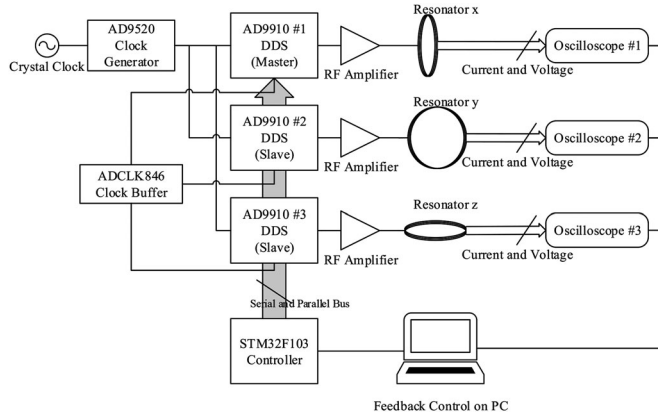 Crystal Clock
AD9520
Clock
Generator
AD9910 #1
DDS
(Master)
RF Amplifier
Resonator x
Current and Voltage
Oscilloscope #1
ADCLK846
Clock Buffer
AD9910 #2
DDS
(Slave)
RF Amplifier
Resonator y
Current and Voltage
Oscilloscope #2
AD9910 #3
DDS
(Slave)
RF Amplifier
Resonator z
Current and Voltage
Oscilloscope #3
Serial and Parallel Bus
STM32F103
Controller
Feedback Control on PC